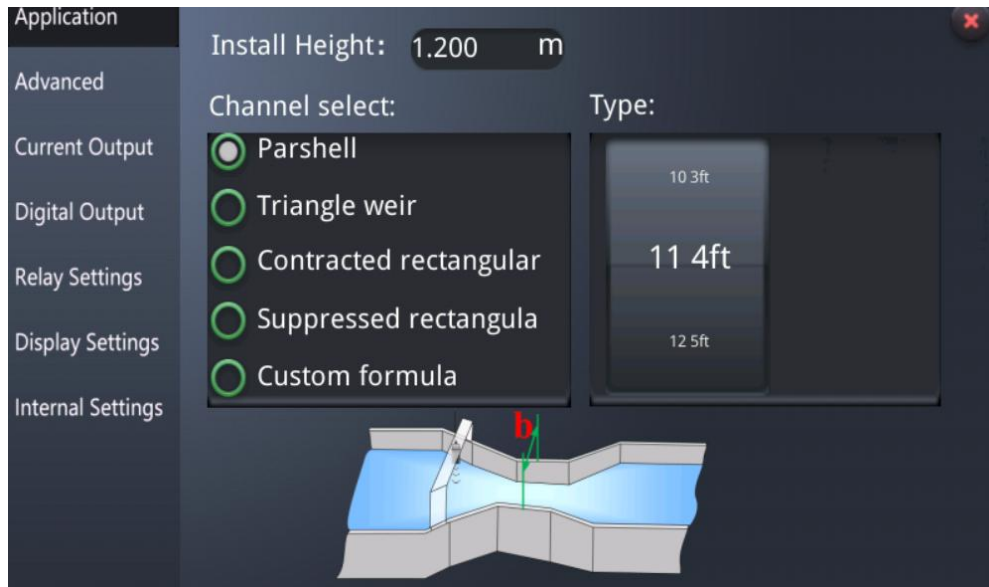 Application
Advanced
Current Output
Digital Output
Relay Settings
Display Settings
Internal Settings
Install Height: 1.200 m
Channel select:
Parshell
Triangle weir
Contracted rectangular
Suppressed rectangula
Custom formula
Type:
10 3ft
11 4ft
12 5ft
b